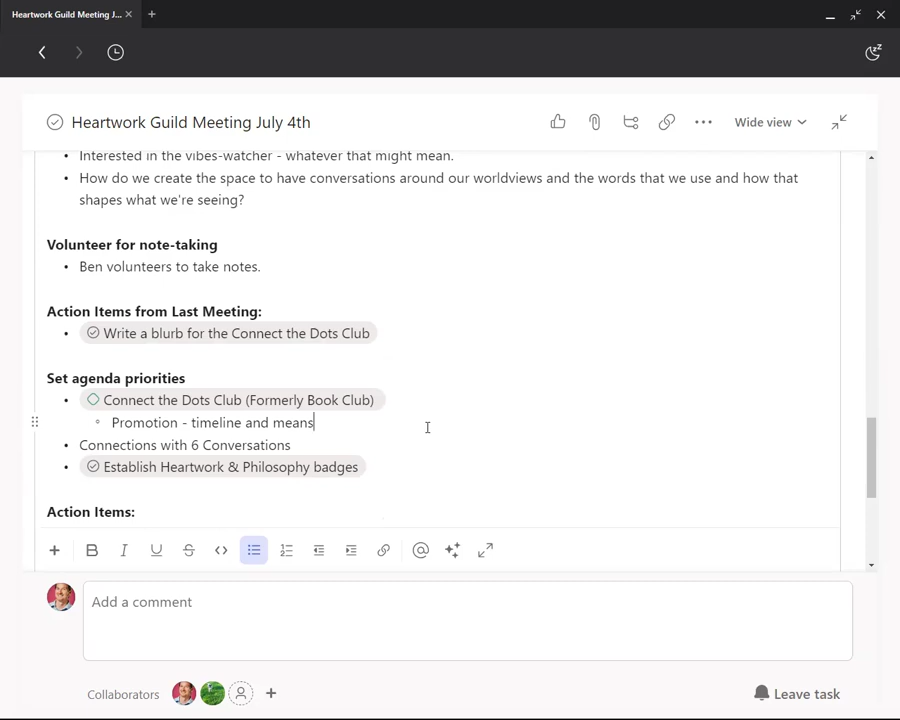 Heartwork Guild Meeting July J...
Heartwork Guild Meeting July 4th
Wide view
Interested in the vibes-watcher - whatever that might mean.
How do we create the space to have conversations around our worldviews and the words that we use and how that
shapes what we're seeing?
Volunteer for note-taking
Ben volunteers to take notes.
Action Items from Last Meeting:
Write a blurb for the Connect the Dots Club
Set agenda priorities
Connect the Dots Club (Formerly Book Club)
Promotion - timeline and means
Connections with 6 Conversations
Establish Heartwork & Philosophy badges
Action Items:
Add a comment
Collaborators
Leave task